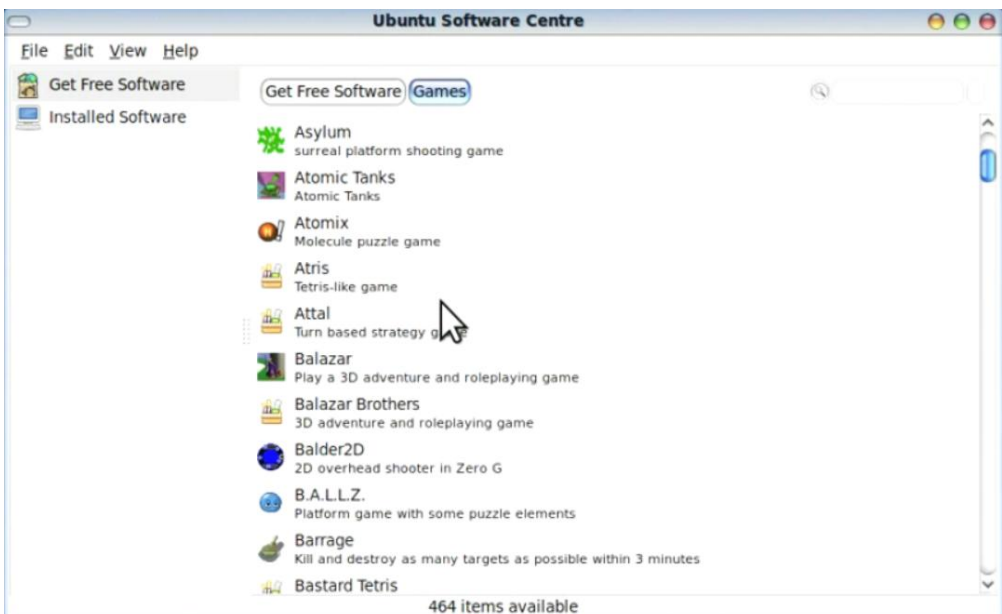 Ubuntu Software Centre
File Edit View Help
Get Free Software
Installed Software
Get Free Software Games
Asylum
surreal platform shooting game
Atomic Tanks
Atomic Tanks
Atomix
Molecule puzzle game
Atris
Tetris-like game
Attal
Turn based strategy
Balazar
Play a 3D adventure and roleplaying game
Balazar Brothers
3D adventure and roleplaying game
Balder2D
2D overhead shooter in Zero G
B.A.L.L.Z.
Platform game with some puzzle elements
Barrage
Kill and destroy as many targets as possible within 3 minutes
Bastard Tetris
464 items available